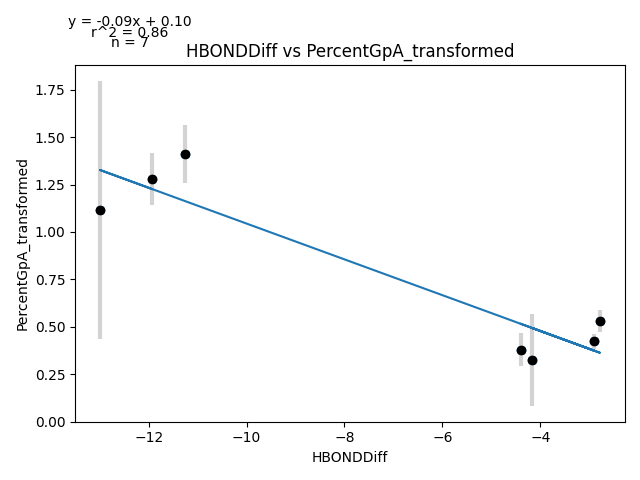 y = -0.09x + 0.10
r^2 = 0.86
n = 7
HBONDDiff vs PercentGpA_transformed
PercentGpA_transformed
1.75
1.50
1.25
1.00
0.75
0.50
0.25
0.00
−12 −10 −8 −6 −4
HBONDDiff